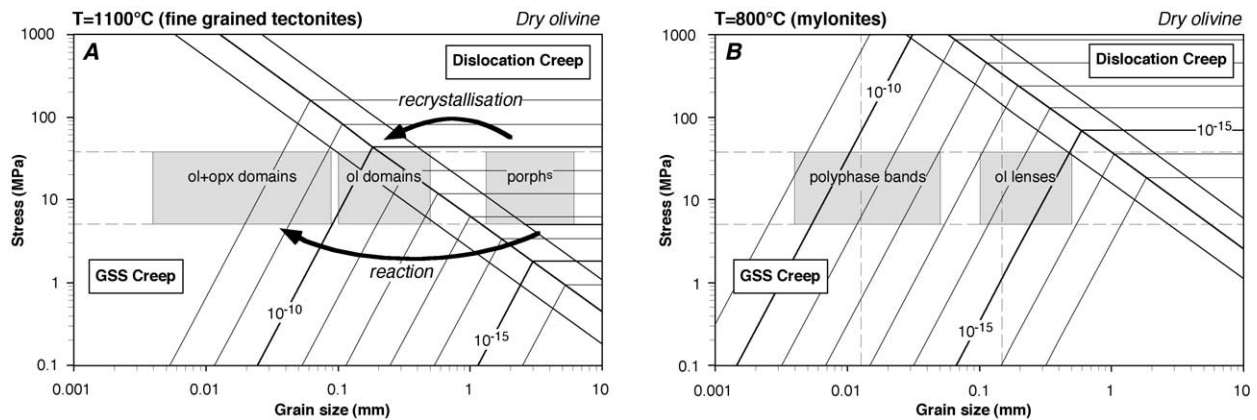 T=1100°C (fine grained tectonites) Dry olivine
A
Dislocation Creep
recrystallisation
ol+opx domains
ol domains
porphˢ
reaction
GSS Creep
10⁻¹⁰
10⁻¹⁵
Stress (MPa)
1000
100
10
1
0.1
0.001 0.01 0.1 1 10
Grain size (mm)
T=800°C (mylonites) Dry olivine
B
Dislocation Creep
10⁻¹⁰
10⁻¹⁵
polyphase bands
ol lenses
GSS Creep
10⁻¹⁵
Stress (MPa)
1000
100
10
1
0.1
0.001 0.01 0.1 1 10
Grain size (mm)